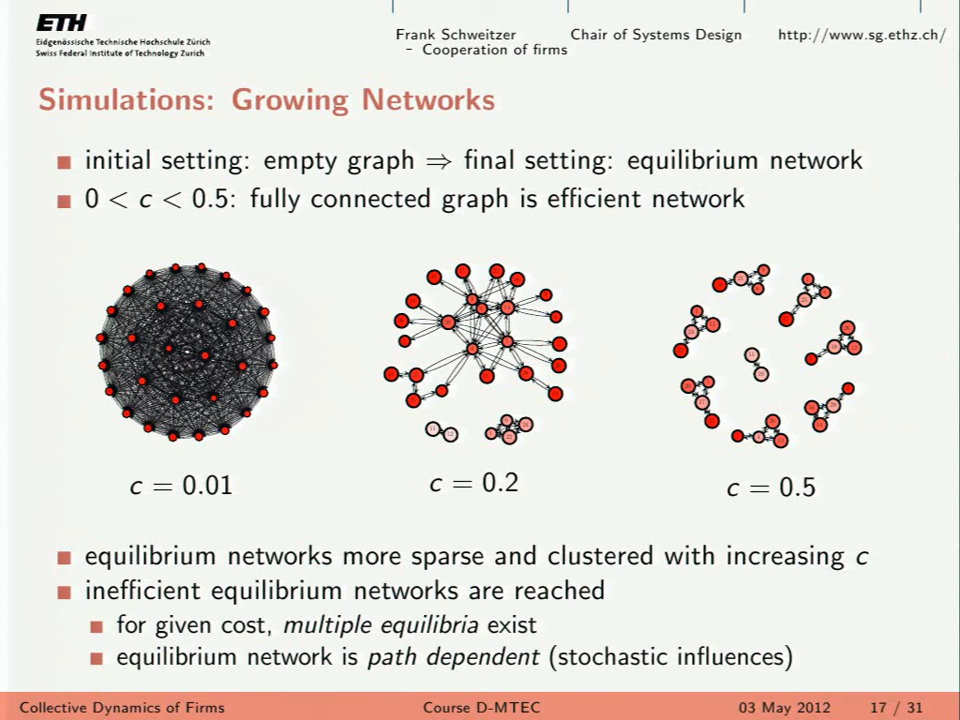 ETH
Eidgenössische Technische Hochschule Zürich
Swiss Federal Institute of Technology Zurich
Frank Schweitzer
– Cooperation of firms
Chair of Systems Design
http://www.sg.ethz.ch/
Simulations: Growing Networks
initial setting: empty graph ⇒ final setting: equilibrium network
0 < c < 0.5: fully connected graph is efficient network
c = 0.01
c = 0.2
c = 0.5
equilibrium networks more sparse and clustered with increasing c
inefficient equilibrium networks are reached
for given cost, multiple equilibria exist
equilibrium network is path dependent (stochastic influences)
Collective Dynamics of Firms
Course D-MTEC
03 May 2012
17 / 31